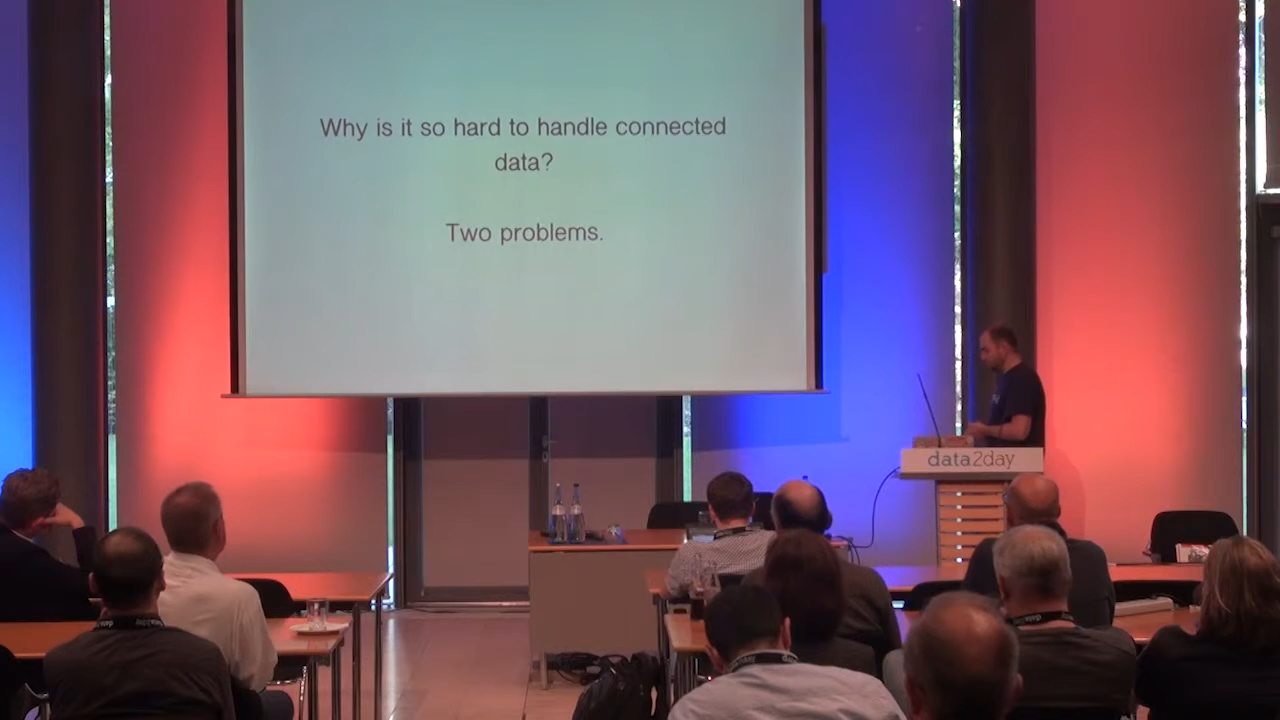 Why is it so hard to handle connected
data?
Two problems.
data2day